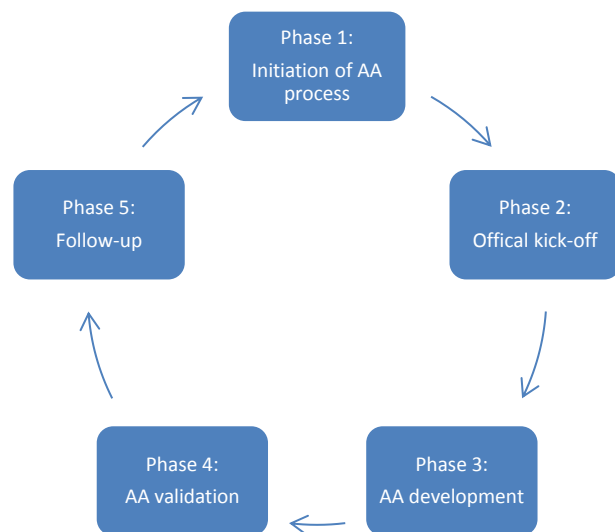 Phase 1:
Initiation of AA
process
Phase 2:
Offical kick-off
Phase 3:
AA development
Phase 4:
AA validation
Phase 5:
Follow-up